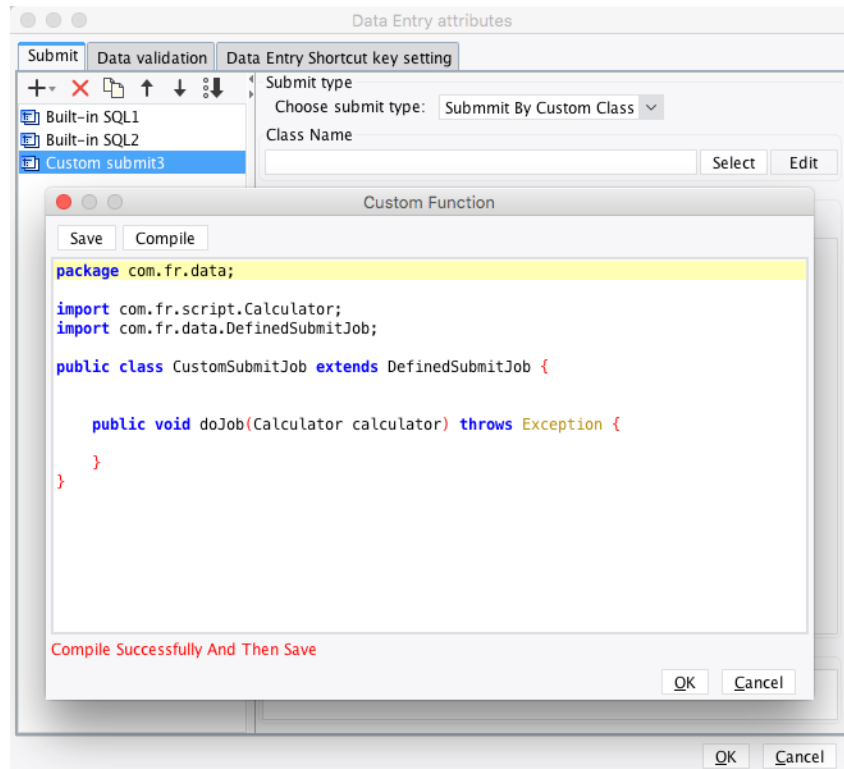 Data Entry attributes
Submit Data validation Data Entry Shortcut key setting
Submit type
Choose submit type: Submmit By Custom Class
Built-in SQL1
Built-in SQL2
Custom submit3
Class Name
Select Edit
Custom Function
Save Compile
package com.fr.data;
import com.fr.script.Calculator;
import com.fr.data.DefinedSubmitJob;
public class CustomSubmitJob extends DefinedSubmitJob {
public void doJob(Calculator calculator) throws Exception {
}
}
Compile Successfully And Then Save
OK Cancel
OK Cancel